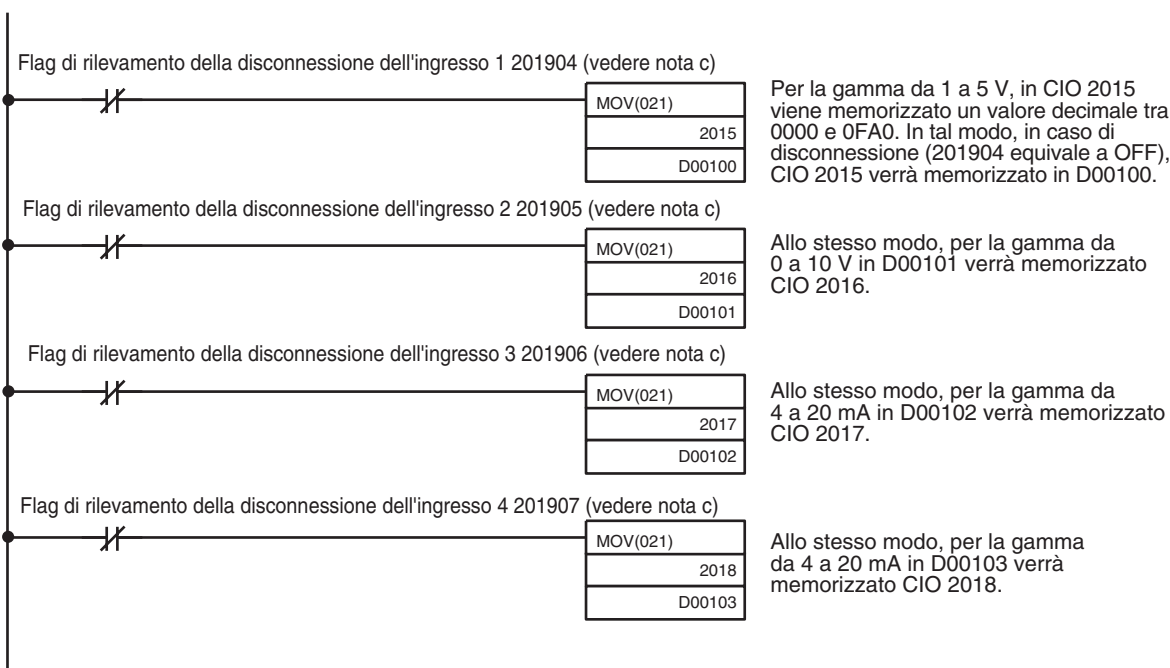 Flag di rilevamento della disconnessione dell'ingresso 1 201904 (vedere nota c)
MOV(021)
2015
D00100
Per la gamma da 1 a 5 V, in CIO 2015
viene memorizzato un valore decimale tra
0000 e 0FA0. In tal modo, in caso di
disconnessione (201904 equivale a OFF),
CIO 2015 verrà memorizzato in D00100.
Flag di rilevamento della disconnessione dell'ingresso 2 201905 (vedere nota c)
MOV(021)
2016
D00101
Allo stesso modo, per la gamma da
0 a 10 V in D00101 verrà memorizzato
CIO 2016.
Flag di rilevamento della disconnessione dell'ingresso 3 201906 (vedere nota c)
MOV(021)
2017
D00102
Allo stesso modo, per la gamma da
4 a 20 mA in D00102 verrà memorizzato
CIO 2017.
Flag di rilevamento della disconnessione dell'ingresso 4 201907 (vedere nota c)
MOV(021)
2018
D00103
Allo stesso modo, per la gamma
da 4 a 20 mA in D00103 verrà
memorizzato CIO 2018.